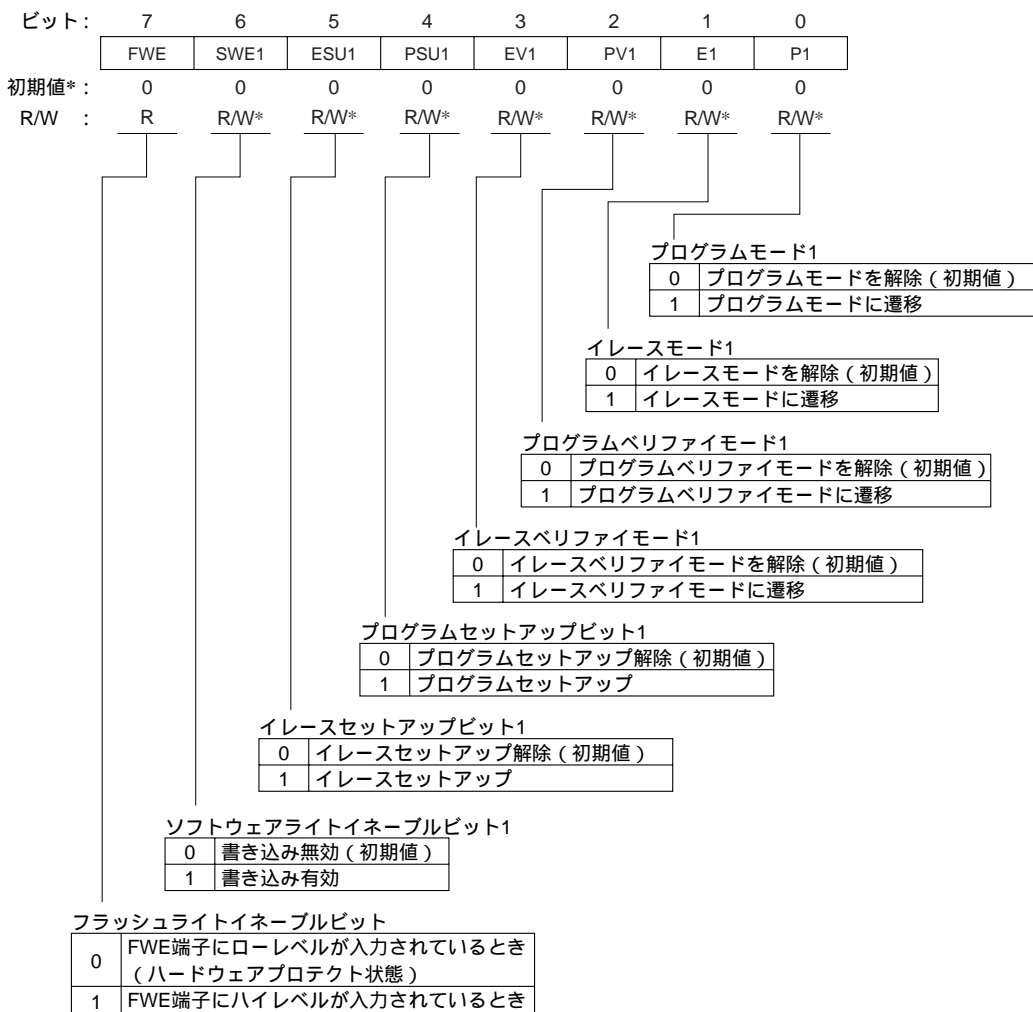 ビット： 7 6 5 4 3 2 1 0
FWE SWE1 ESU1 PSU1 EV1 PV1 E1 P1
初期値*： 0 0 0 0 0 0 0 0
R/W ： R R/W* R/W* R/W* R/W* R/W* R/W* R/W*
プログラムモード1
0 プログラムモードを解除（初期値）
1 プログラムモードに遷移
イレースモード1
0 イレースモードを解除（初期値）
1 イレースモードに遷移
プログラムベリファイモード1
0 プログラムベリファイモードを解除（初期値）
1 プログラムベリファイモードに遷移
イレースベリファイモード1
0 イレースベリファイモードを解除（初期値）
1 イレースベリファイモードに遷移
プログラムセットアップビット1
0 プログラムセットアップ解除（初期値）
1 プログラムセットアップ
イレースセットアップビット1
0 イレースセットアップ解除（初期値）
1 イレースセットアップ
ソフトウェアライトイネーブルビット1
0 書き込み無効（初期値）
1 書き込み有効
フラッシュライトイネーブルビット
0 FWE端子にローレベルが入力されているとき
（ハードウェアプロテクト状態）
1 FWE端子にハイレベルが入力されているとき